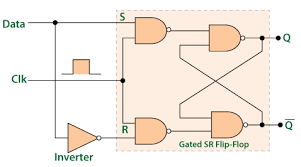 Data
S
Q
Clk
R
Q̅
Gated SR Flip-Flop
Inverter